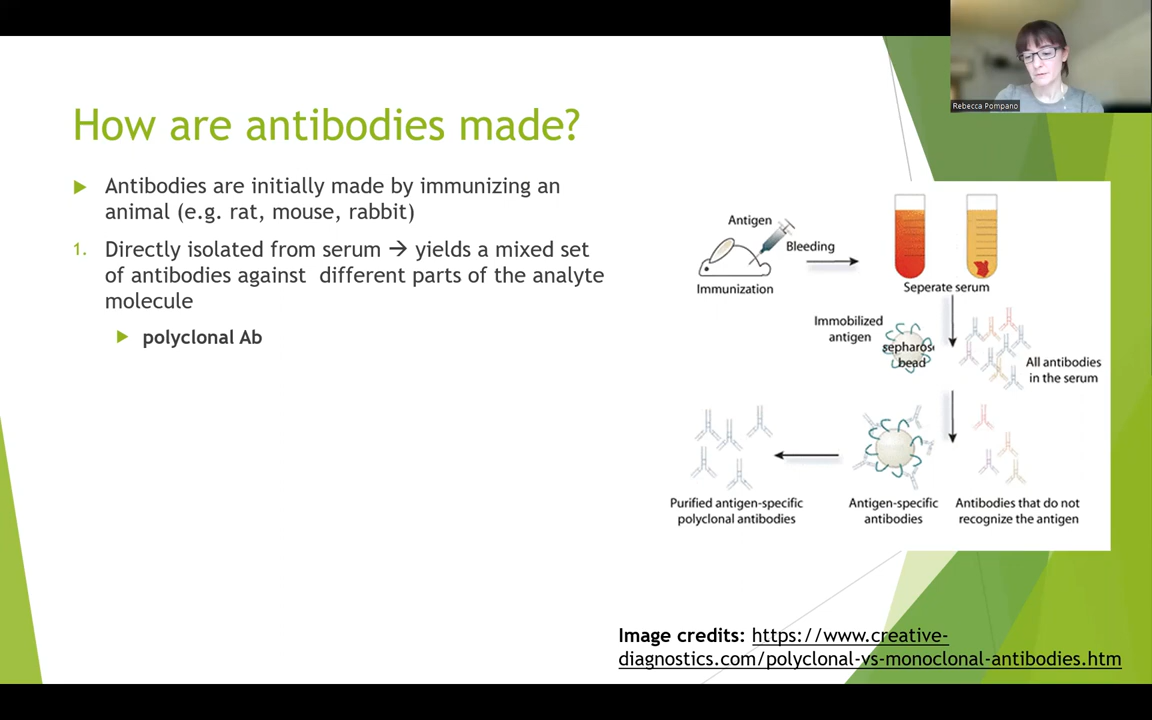 Rebecca Pompano
How are antibodies made?
Antibodies are initially made by immunizing an
animal (e.g. rat, mouse, rabbit)
1. Directly isolated from serum → yields a mixed set
of antibodies against different parts of the analyte
molecule
polyclonal Ab
Antigen
Bleeding
Immunization
Seperate serum
Immobilized
antigen
sepharos
bead
All antibodies
in the serum
Purified antigen-specific
polyclonal antibodies
Antigen-specific
antibodies
Antibodies that do not
recognize the antigen
Image credits: https://www.creative-
diagnostics.com/polyclonal-vs-monoclonal-antibodies.htm